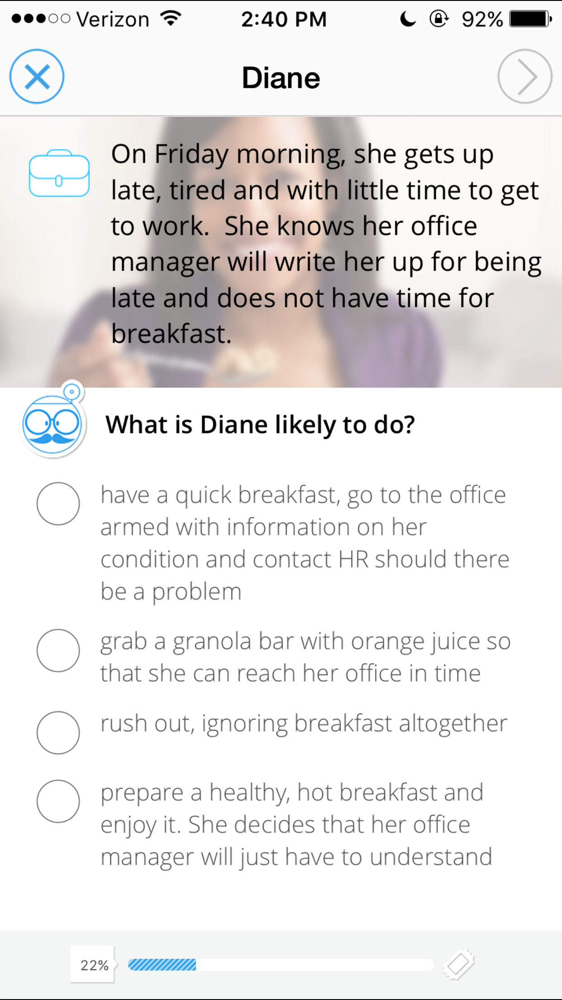 Verizon 2:40 PM 92%
Diane
On Friday morning, she gets up
late, tired and with little time to get
to work. She knows her office
manager will write her up for being
late and does not have time for
breakfast.
What is Diane likely to do?
have a quick breakfast, go to the office
armed with information on her
condition and contact HR should there
be a problem
grab a granola bar with orange juice so
that she can reach her office in time
rush out, ignoring breakfast altogether
prepare a healthy, hot breakfast and
enjoy it. She decides that her office
manager will just have to understand
22%